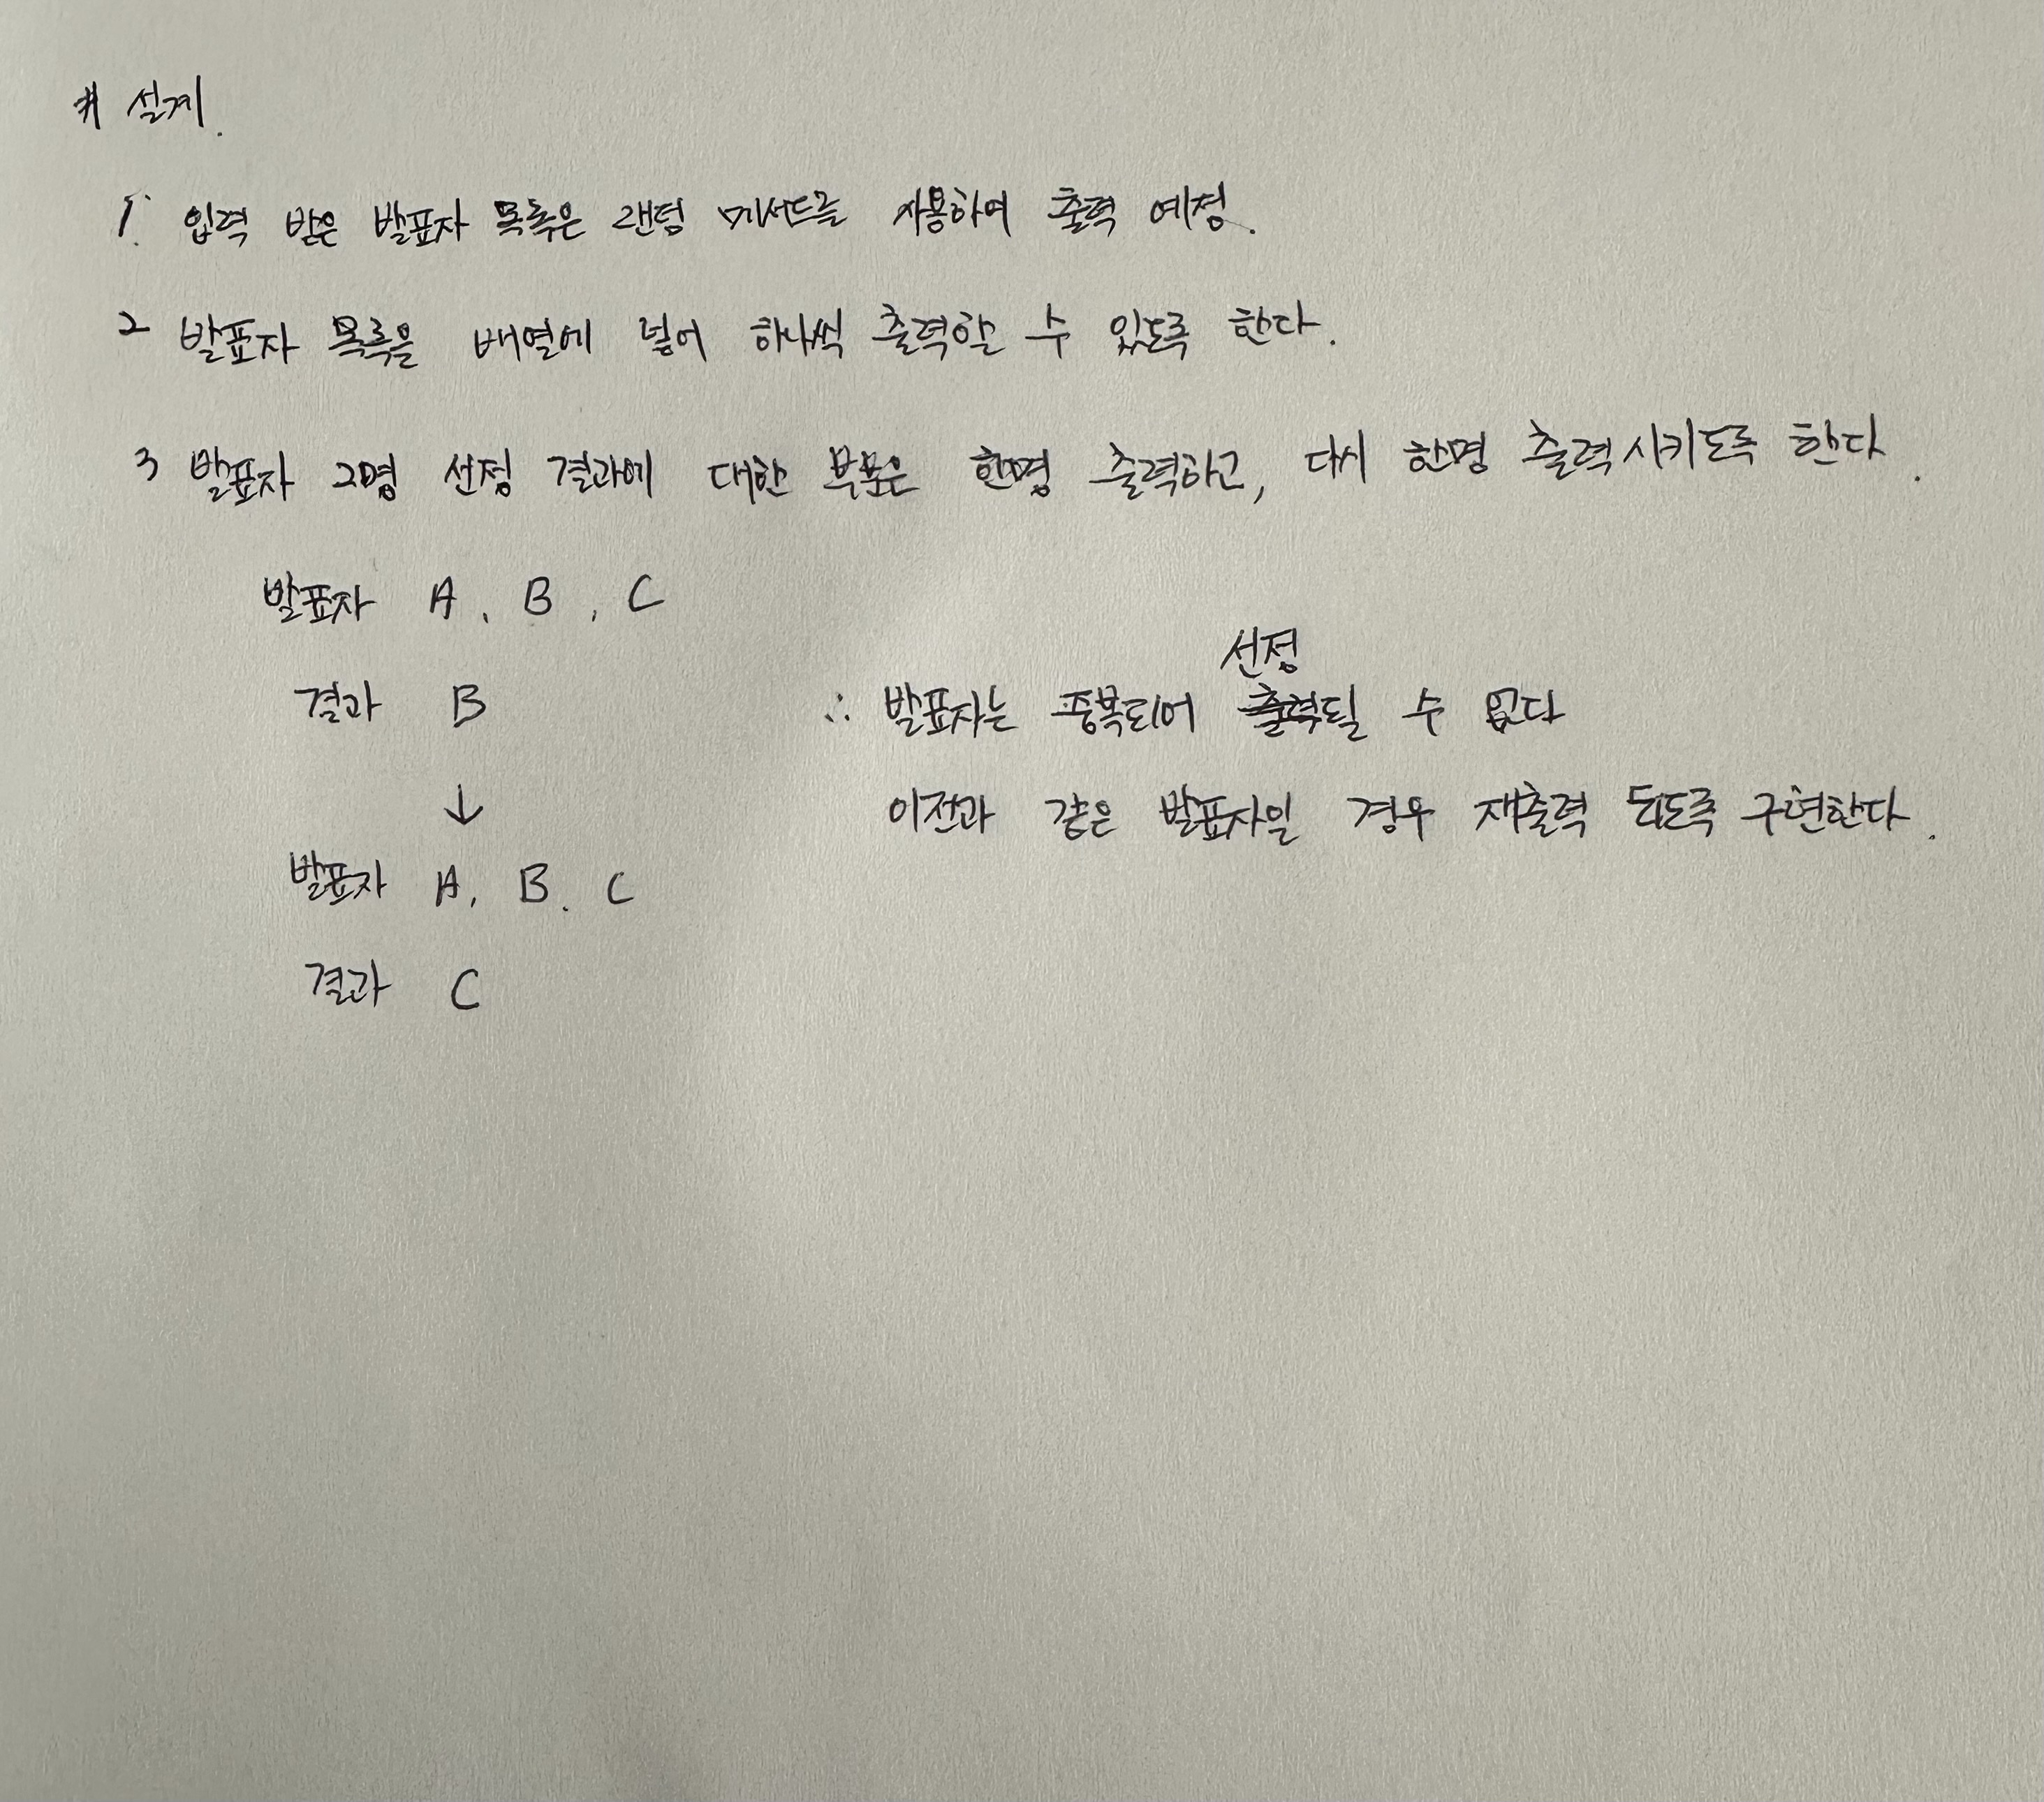 # 설계.
1. 입력 받은 발표자 목록은 랜덤 메서드를 사용하여 출력 예정.
2 발표자 목록을 배열에 넣어 하나씩 출력할 수 있도록 한다.
3 발표자 2명 선정 결과에 대한 부분은 한명 출력하고, 다시 한명 출력시키도록 한다.
발표자 A, B, C
결과 B
↓
발표자 A, B, C
결과 C
선정
∴ 발표자는 중복되어 출력될 수 없다
이전과 같은 발표자일 경우 재출력 되도록 구현한다.